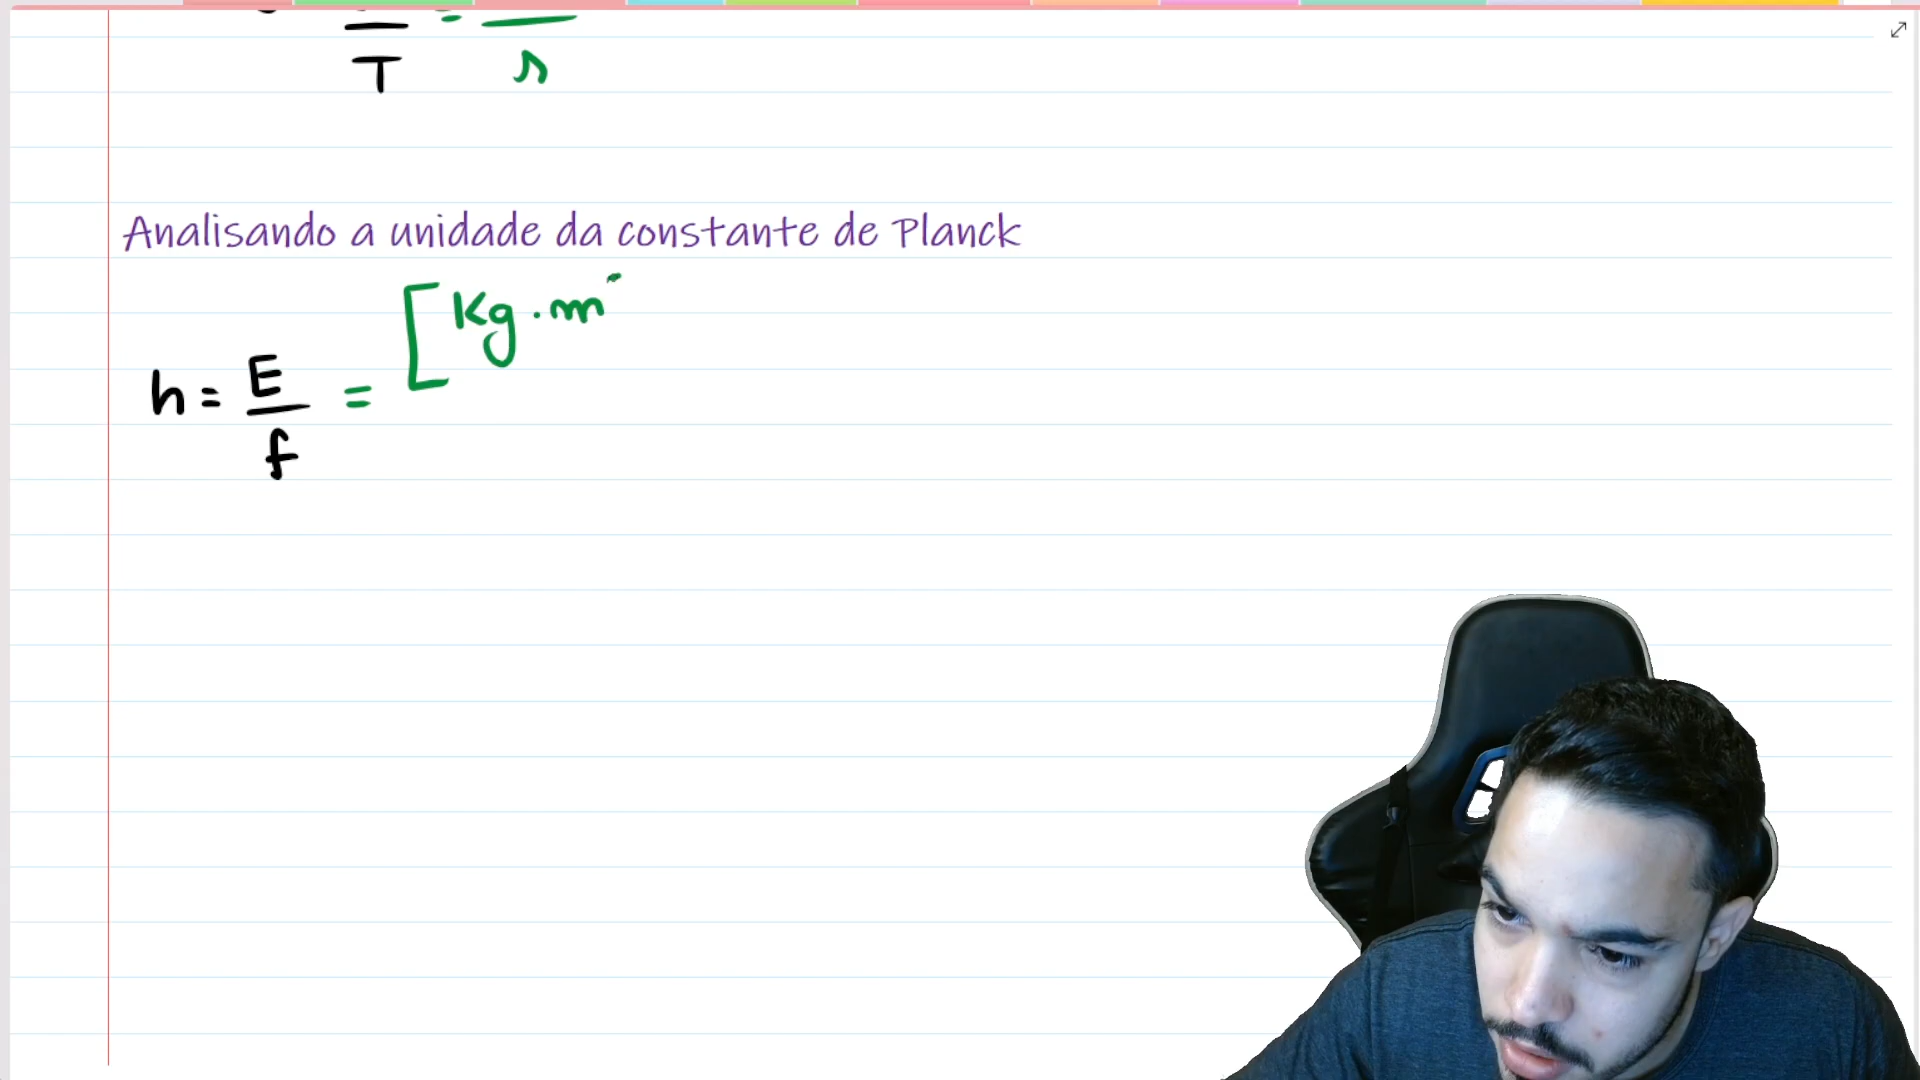 T s
Analisando a unidade da constante de Planck
h = E/f = [kg.m